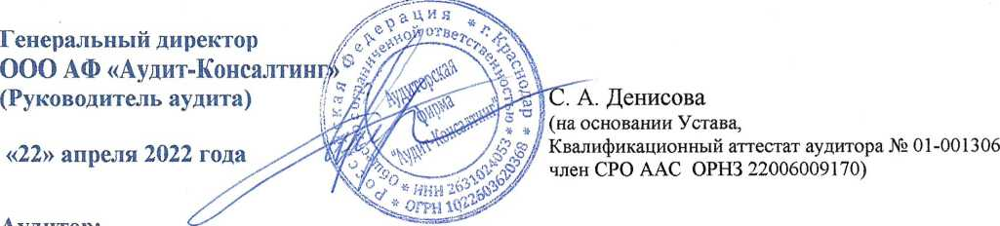 Генеральный директор
ООО АФ «Аудит-Консалтинг»
(Руководитель аудита)
«22» апреля 2022 года
С. А. Денисова
(на основании Устава,
Квалификационный аттестат аудитора № 01-001306
член СРО ААС ОРНЗ 22006009170)
Российская Федерация * г. Краснодар *
* ОГРН 1022603620368 *
Общество с ограниченной ответственностью
* ИНН 2631024053 *
Аудиторская
фирма
"Аудит-Консалтинг"
Аудитор: